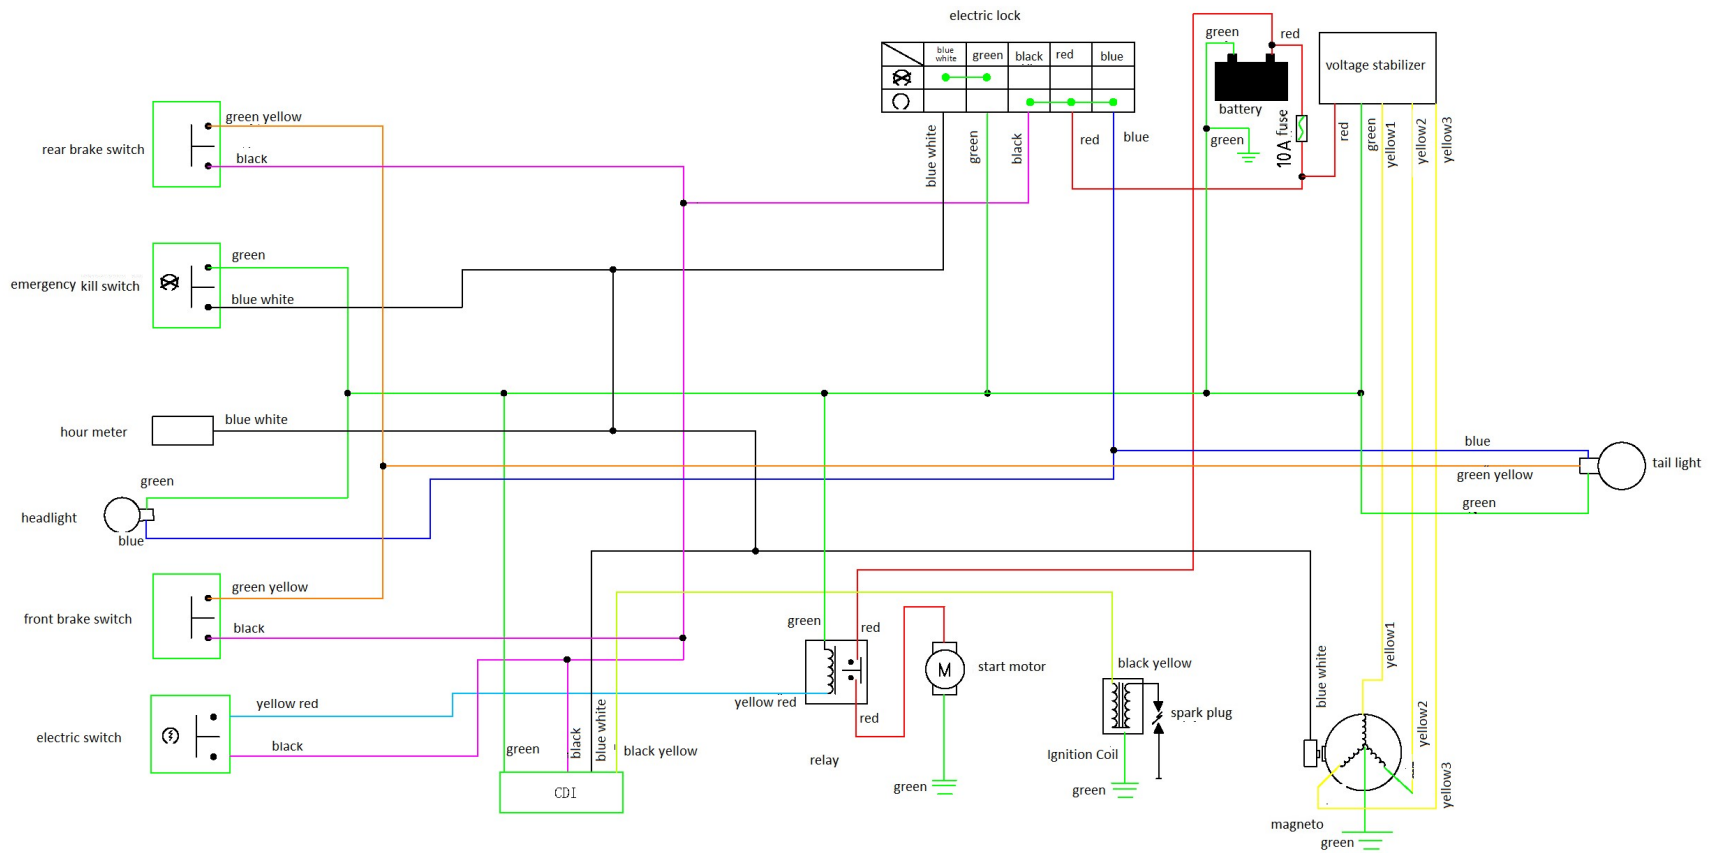 electric lock
blue white
green
black
red
blue
green
red
battery
10A fuse
green
voltage stabilizer
red
green
yellow1
yellow2
yellow3
blue white
green
black
red
blue
rear brake switch
green yellow
black
emergency kill switch
green
blue white
hour meter
blue white
headlight
green
blue
blue
green yellow
green
tail light
front brake switch
green yellow
black
electric switch
yellow red
black
green
black
blue white
black yellow
CDI
green
red
yellow red
red
relay
M
start motor
green
black yellow
spark plug
Ignition Coil
green
blue white
yellow1
yellow2
yellow3
magneto
green